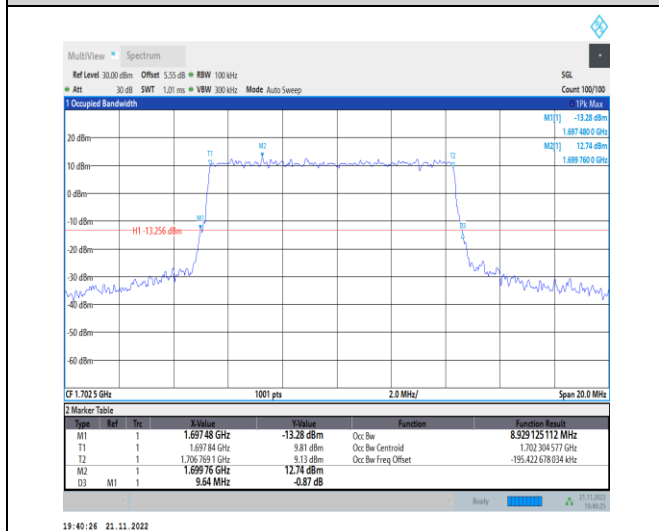 MultiView Spectrum
Ref Level 30.00 dBm Offset 5.55 dB RBW 100 kHz SGL
Att 30 dB SWT 1.01 ms VBW 300 kHz Mode Auto Sweep Count 100/100
1 Occupied Bandwidth 1Pk Max
M1[1] -13.28 dBm
1.697 480 0 GHz
M2[1] 12.74 dBm
1.699 760 0 GHz
20 dBm
M2
T1
T2
10 dBm
0 dBm
-10 dBm
M1
D3
H1 -13.256 dBm
-20 dBm
-30 dBm
-40 dBm
-50 dBm
-60 dBm
CF 1.702 5 GHz 1001 pts 2.0 MHz/ Span 20.0 MHz
2 Marker Table
Type Ref Trc X-Value Y-Value Function Function Result
M1 1 1.697 48 GHz -13.28 dBm Occ Bw 8.929 125 112 MHz
T1 1 1.697 84 GHz 9.81 dBm Occ Bw Centroid 1.702 304 577 GHz
T2 1 1.706 769 1 GHz 9.13 dBm Occ Bw Freq Offset -195.422 678 034 kHz
M2 1 1.699 76 GHz 12.74 dBm
D3 M1 1 9.64 MHz -0.87 dB
Ready 21.11.2022
19:40:25
19:40:26 21.11.2022